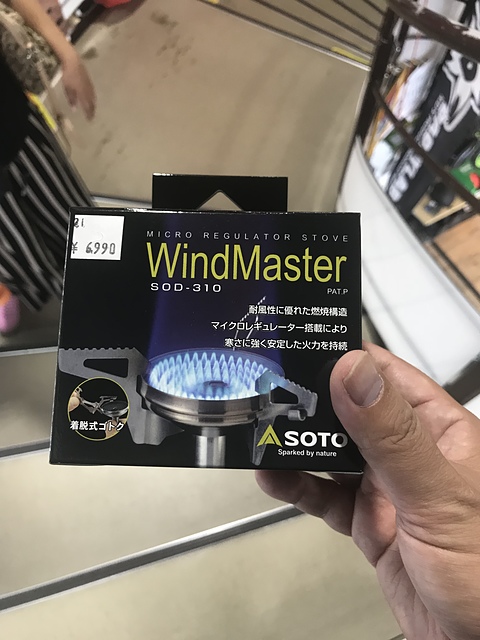 21
¥ 6,990
MICRO REGULATOR STOVE
WindMaster
SOD-310
PAT.P
耐風性に優れた燃焼構造
マイクロレギュレーター搭載により
寒さに強く安定した火力を持続
着脱式ゴトク
SOTO
Sparked by nature